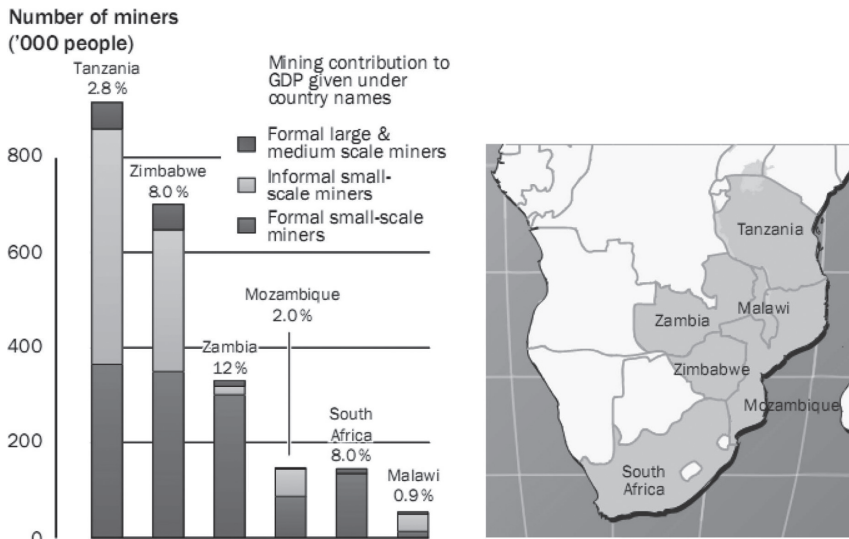 Number of miners
('000 people)
Tanzania
2.8 %
Mining contribution to
GDP given under
country names
Formal large &
medium scale miners
Informal small-
scale miners
Formal small-scale
miners
800
Zimbabwe
8.0 %
600
Mozambique
2.0 %
400
Zambia
12 %
South
Africa
8.0 %
200
Malawi
0.9 %
0
Tanzania
Malawi
Zambia
Zimbabwe
Mozambique
South
Africa